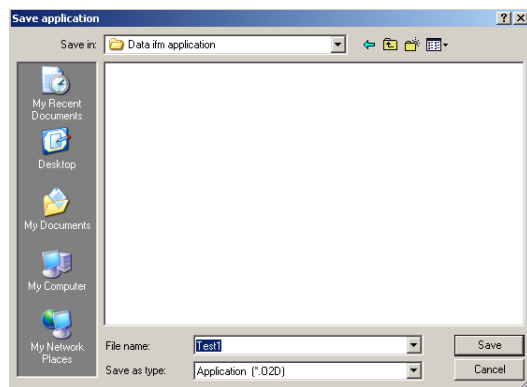 Save application
Save in:
Data ifm application
My Recent
Documents
Desktop
My Documents
My Computer
My Network
Places
File name:
Test1
Save
Save as type:
Application (*.O2D)
Cancel